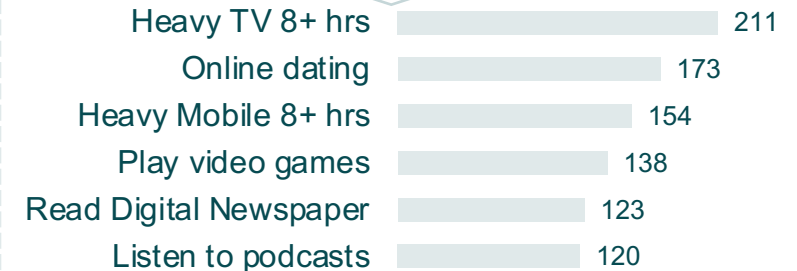 Heavy TV 8+ hrs 211
Online dating 173
Heavy Mobile 8+ hrs 154
Play video games 138
Read Digital Newspaper 123
Listen to podcasts 120